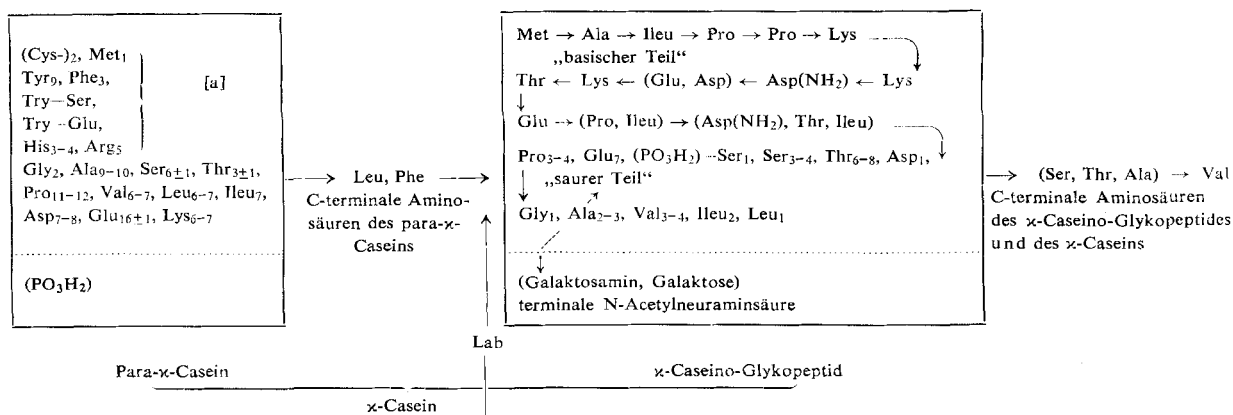 (Cys-)₂, Met₁
Tyr₉, Phe₃,
[a]
Try–Ser,
Try–Glu,
His₃₋₄, Arg₅
Gly₂, Ala₉₋₁₀, Ser₆±₁, Thr₃±₁,
Pro₁₁₋₁₂, Val₆₋₇, Leu₆₋₇, Ileu₇,
Asp₇₋₈, Glu₁₆±₁, Lys₆₋₇
(PO₃H₂)
→ Leu, Phe →
C-terminale Amino-
säuren des para-ϰ-
Caseins
Met → Ala → Ileu → Pro → Pro → Lys
„basischer Teil“
Thr ← Lys ← (Glu, Asp) ← Asp(NH₂) ← Lys
Glu → (Pro, Ileu) → (Asp(NH₂), Thr, Ileu)
Pro₃₋₄, Glu₇, (PO₃H₂)–Ser₁, Ser₃₋₄, Thr₆₋₈, Asp₁,
„saurer Teil“
Gly₁, Ala₂₋₃, Val₃₋₄, Ileu₂, Leu₁
(Galaktosamin, Galaktose)
terminale N-Acetylneuraminsäure
→ (Ser, Thr, Ala) → Val
C-terminale Aminosäuren
des ϰ-Caseino-Glykopeptides
und des ϰ-Caseins
Lab
Para-ϰ-Casein
ϰ-Caseino-Glykopeptid
ϰ-Casein